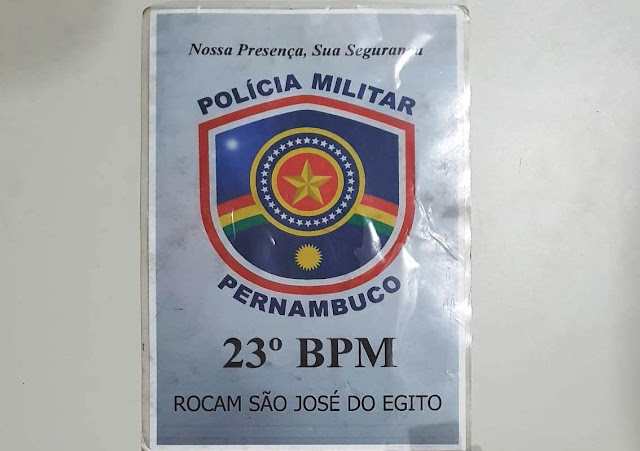 Nossa Presença, Sua Segurança
POLÍCIA MILITAR
PERNAMBUCO
23º BPM
ROCAM SÃO JOSÉ DO EGITO